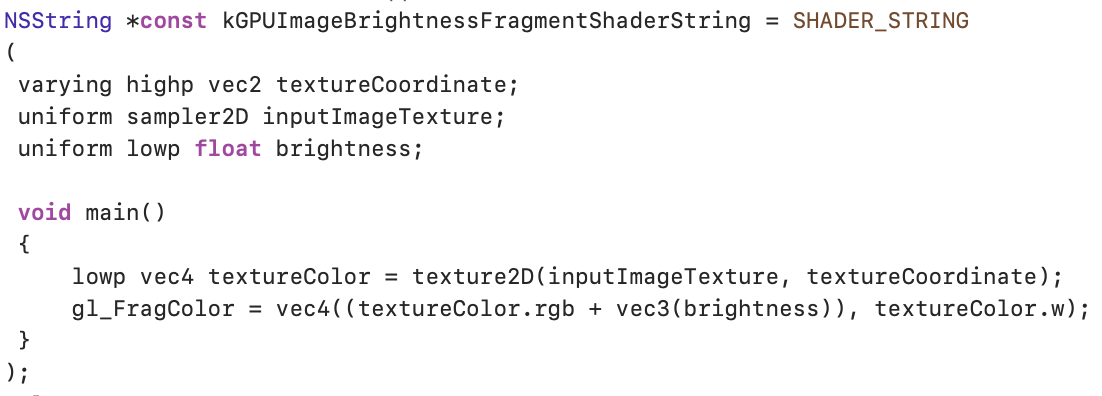 NSString *const kGPUImageBrightnessFragmentShaderString = SHADER_STRING
(
 varying highp vec2 textureCoordinate;
 uniform sampler2D inputImageTexture;
 uniform lowp float brightness;

 void main()
 {
     lowp vec4 textureColor = texture2D(inputImageTexture, textureCoordinate);
     gl_FragColor = vec4((textureColor.rgb + vec3(brightness)), textureColor.w);
 }
);